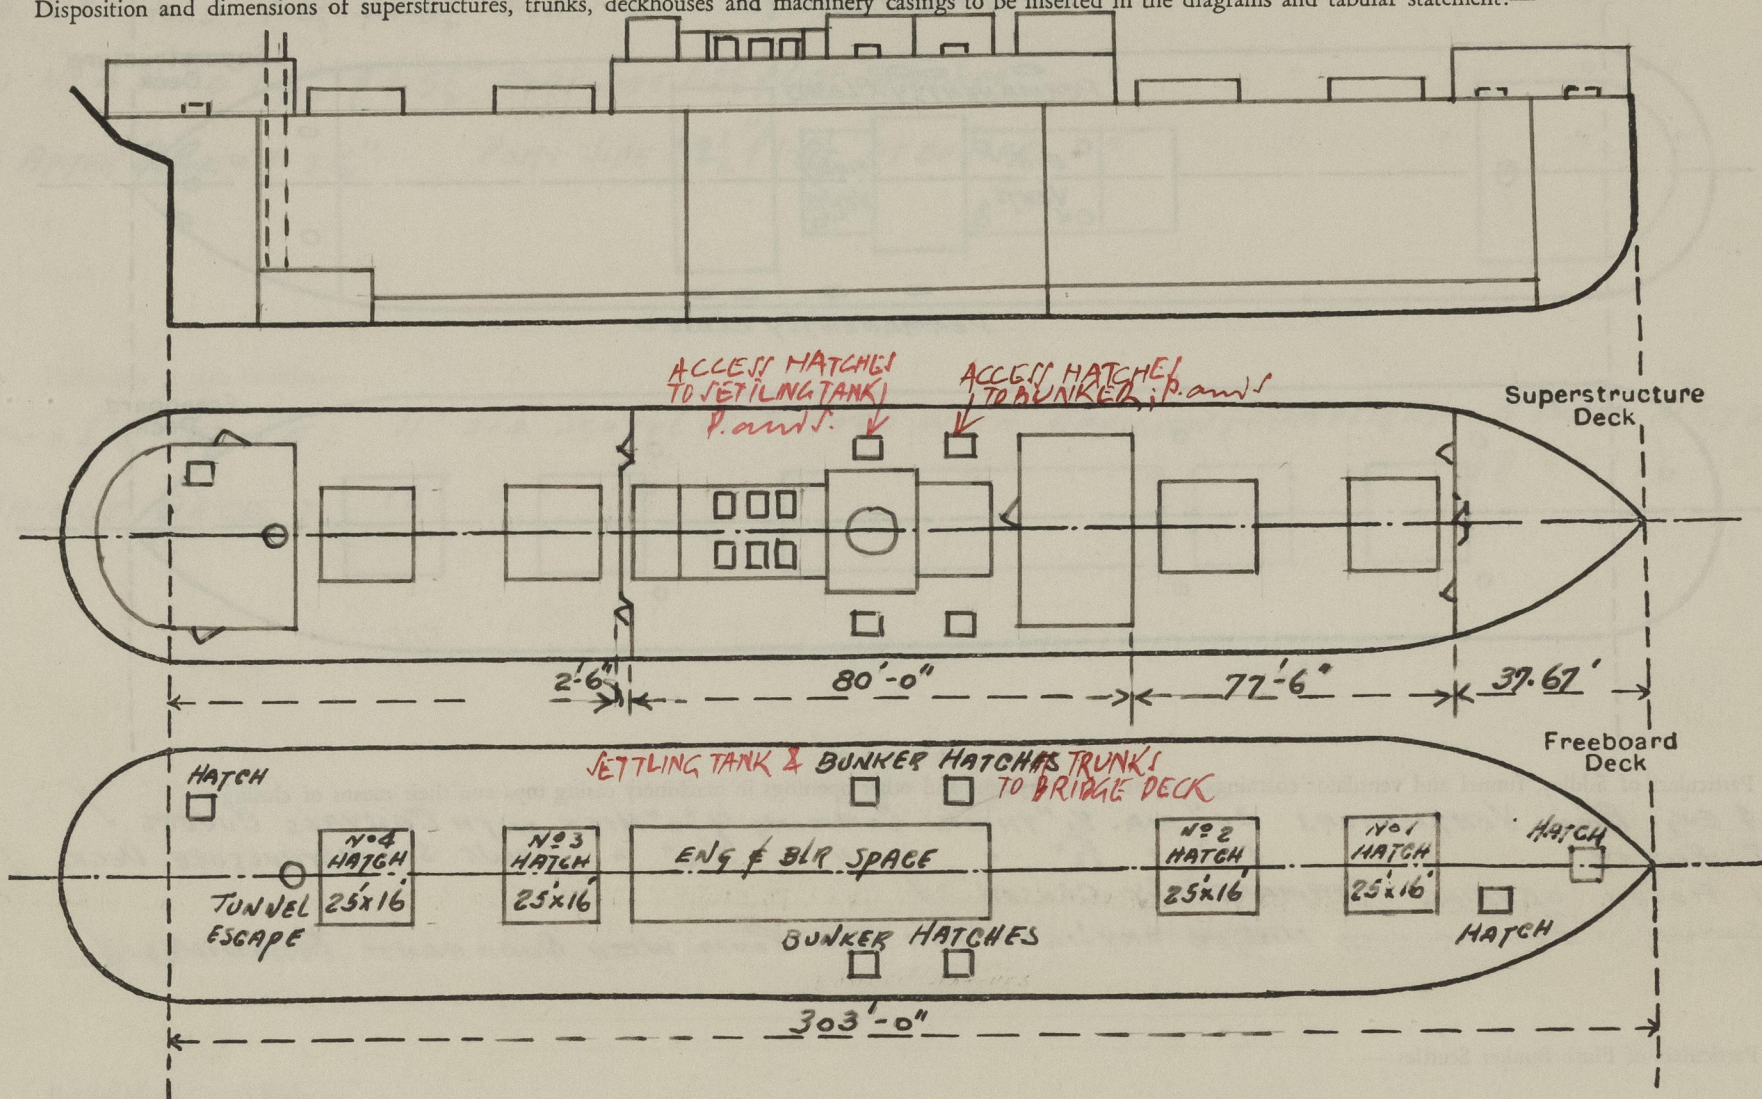 Disposition and dimensions of superstructures, trunks, deckhouses and machinery casings to be inserted in the diagrams and tabular statement:—
ACCESS HATCHES
TO SETTLING TANKS
P. and S.
ACCESS HATCHES
TO BUNKER, P. and S
Superstructure
Deck
2'-6"
80'-0"
77'-6"
37.67'
SETTLING TANK & BUNKER HATCHES TRUNKS
TO BRIDGE DECK
Freeboard
Deck
HATCH
No 4
HATCH
25'x16'
No 3
HATCH
25'x16'
ENG & BLR SPACE
No 2
HATCH
25'x16'
No 1
HATCH
25'x16'
HATCH
HATCH
TUNNEL
ESCAPE
BUNKER HATCHES
303'-0"